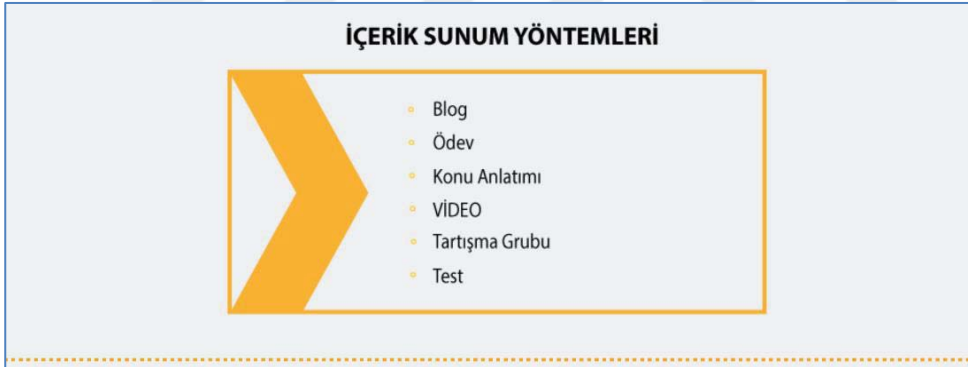 İÇERİK SUNUM YÖNTEMLERİ
Blog
Ödev
Konu Anlatımı
VİDEO
Tartışma Grubu
Test